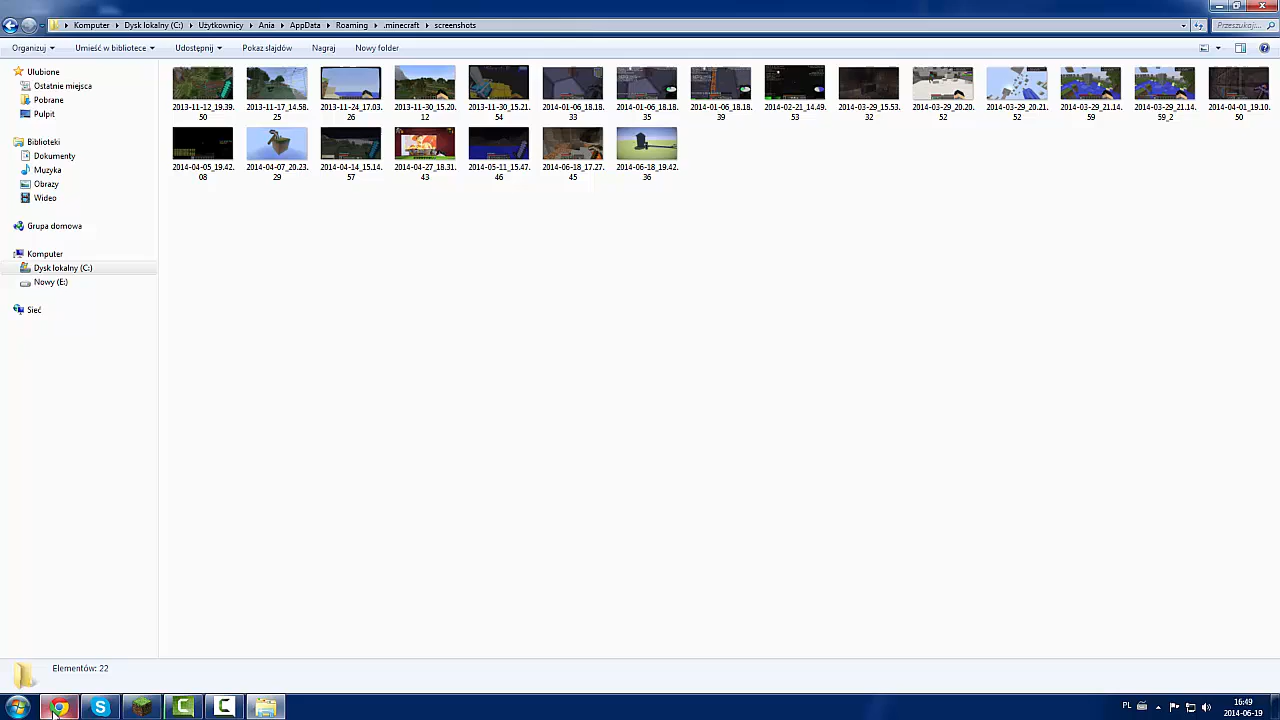 Komputer ▸ Dysk lokalny (C:) ▸ Użytkownicy ▸ Ania ▸ AppData ▸ Roaming ▸ .minecraft ▸ screenshots
Przeszukaj:...
Organizuj Umieść w bibliotece Udostępnij Pokaz slajdów Nagraj Nowy folder
Ulubione
Ostatnie miejsca
Pobrane
Pulpit
Biblioteki
Dokumenty
Muzyka
Obrazy
Wideo
Grupa domowa
Komputer
Dysk lokalny (C:)
Nowy (E:)
Sieć
2013-11-12_19.39.50
2013-11-17_14.58.25
2013-11-24_17.03.26
2013-11-30_15.20.12
2013-11-30_15.21.54
2014-01-06_18.18.33
2014-01-06_18.18.35
2014-01-06_18.18.39
2014-02-21_14.49.53
2014-03-29_15.53.32
2014-03-29_20.20.52
2014-03-29_20.21.52
2014-03-29_21.14.59
2014-03-29_21.14.59_2
2014-04-01_19.10.50
2014-04-05_19.42.08
2014-04-07_20.23.29
2014-04-14_15.14.57
2014-04-27_18.31.43
2014-05-11_15.47.46
2014-06-18_17.27.45
2014-06-18_19.42.36
Elementów: 22
PL
16:49
2014-06-19